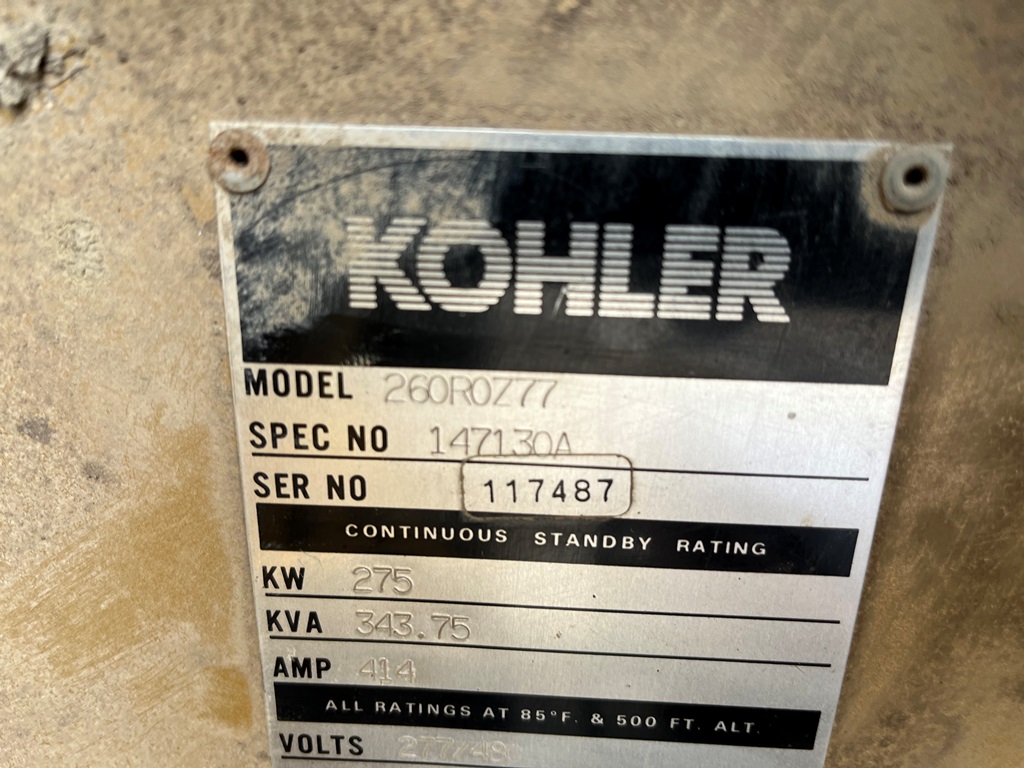 KOHLER
MODEL 260ROZ77
SPEC NO 147130A
SER NO 117487
CONTINUOUS STANDBY RATING
KW 275
KVA 343.75
AMP 414
ALL RATINGS AT 85°F. & 500 FT. ALT.
VOLTS